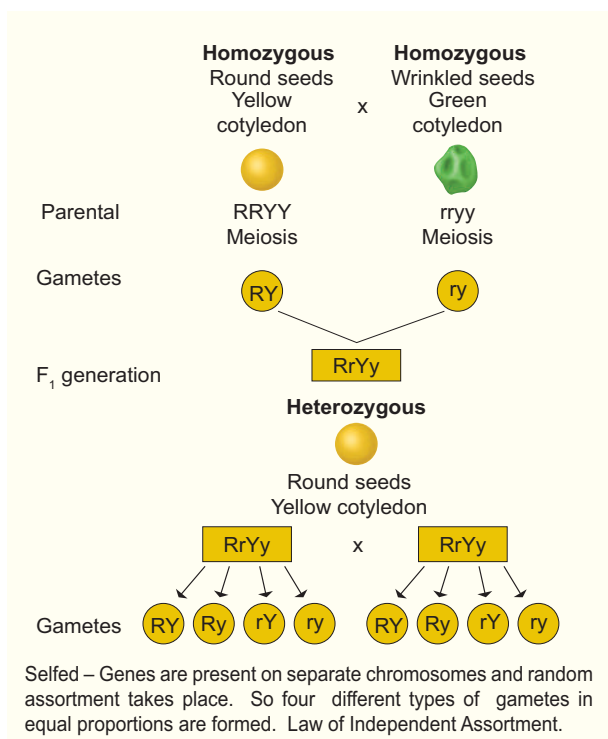 Homozygous Homozygous
Round seeds Wrinkled seeds
Yellow x Green
cotyledon cotyledon
Parental RRYY rryy
Meiosis Meiosis
Gametes RY ry
F1 generation RrYy
Heterozygous
Round seeds
Yellow cotyledon
RrYy x RrYy
Gametes RY Ry rY ry RY Ry rY ry
Selfed – Genes are present on separate chromosomes and random
assortment takes place. So four different types of gametes in
equal proportions are formed. Law of Independent Assortment.